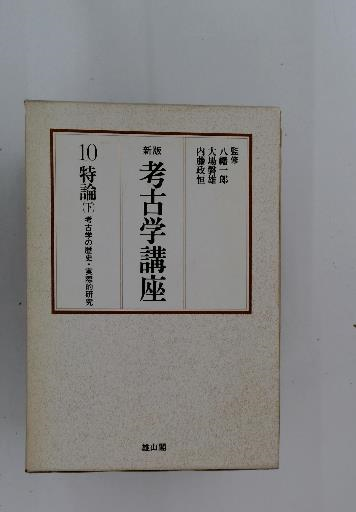 監修
八幡一郎
大場磐雄
内藤政恒
新版
考古学講座
10
特論〈下〉
考古学の歴史・実際的研究
雄山閣